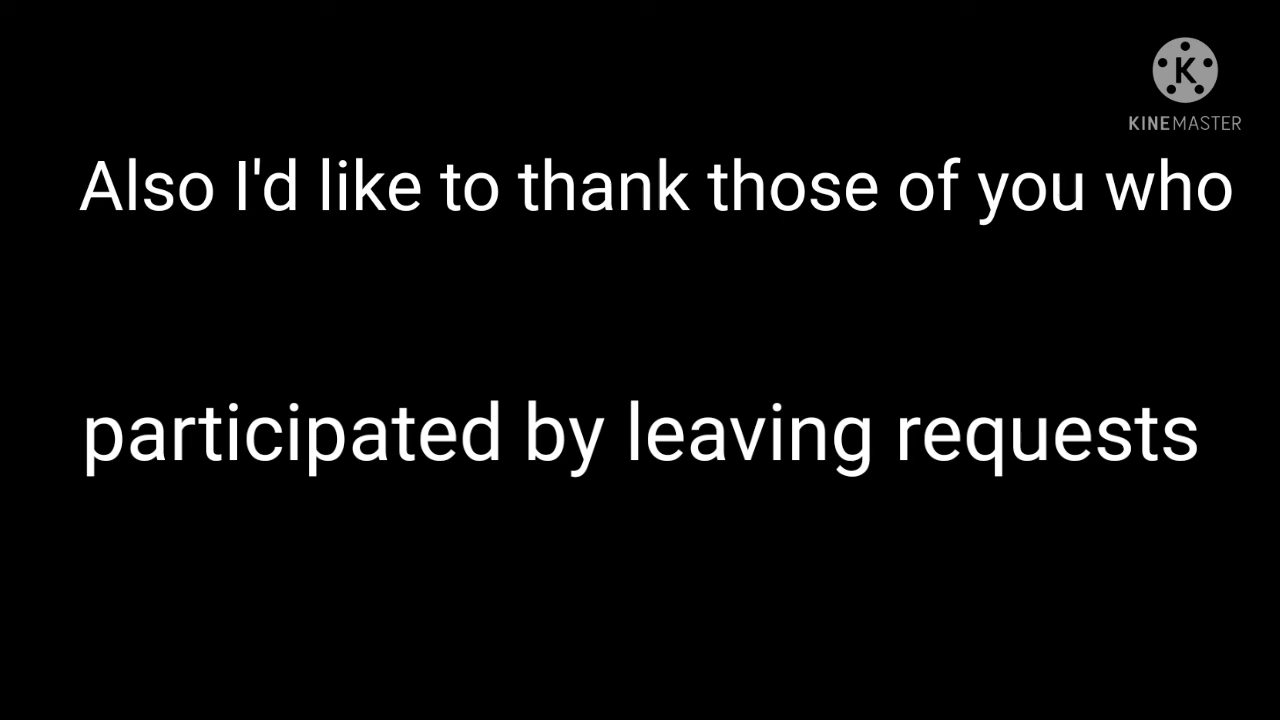 K
KINEMASTER
Also I'd like to thank those of you who
participated by leaving requests